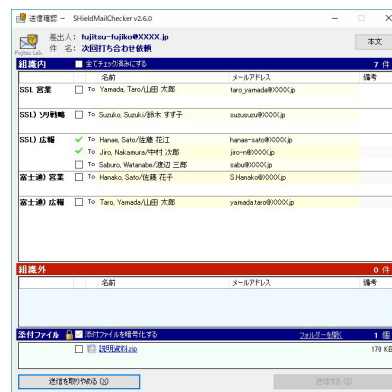 送信確認 － SHieldMailChecker v2.6.0
差出人: fujitsu-fujiko@XXXX.jp
件 名: 次回打ち合わせ依頼
本文
Fujitsu Lab.
組織内 全てチェック済みにする 7 件
名前 メールアドレス 備考
SSL 営業 To Yamada, Taro/山田 太郎 taro_yamada@XXXX.jp
SSL) ソリ戦略 To Suzuko, Suzuki/鈴木 すず子 suzusuzu@XXXX.jp
SSL) 広報 To Hanae, Sato/佐藤 花江 hanae-sato@XXXX.jp
To Jiro, Nakamura/中村 次郎 jiro-n@XXXX.jp
To Saburo, Watanabe/渡辺 三郎 sabu@XXXX.jp
富士通) 営業 To Hanako, Sato/佐藤 花子 S.Hanako@XXXX.jp
富士通) 広報 To Taro, Yamada/山田 太郎 yamada.taro@XXXX.jp
組織外 0 件
名前 メールアドレス 備考
添付ファイル 添付ファイルを暗号化する フォルダーを開く 1 個
説明資料.zip 178 KB
送信を取りやめる (X) 送信する (S)